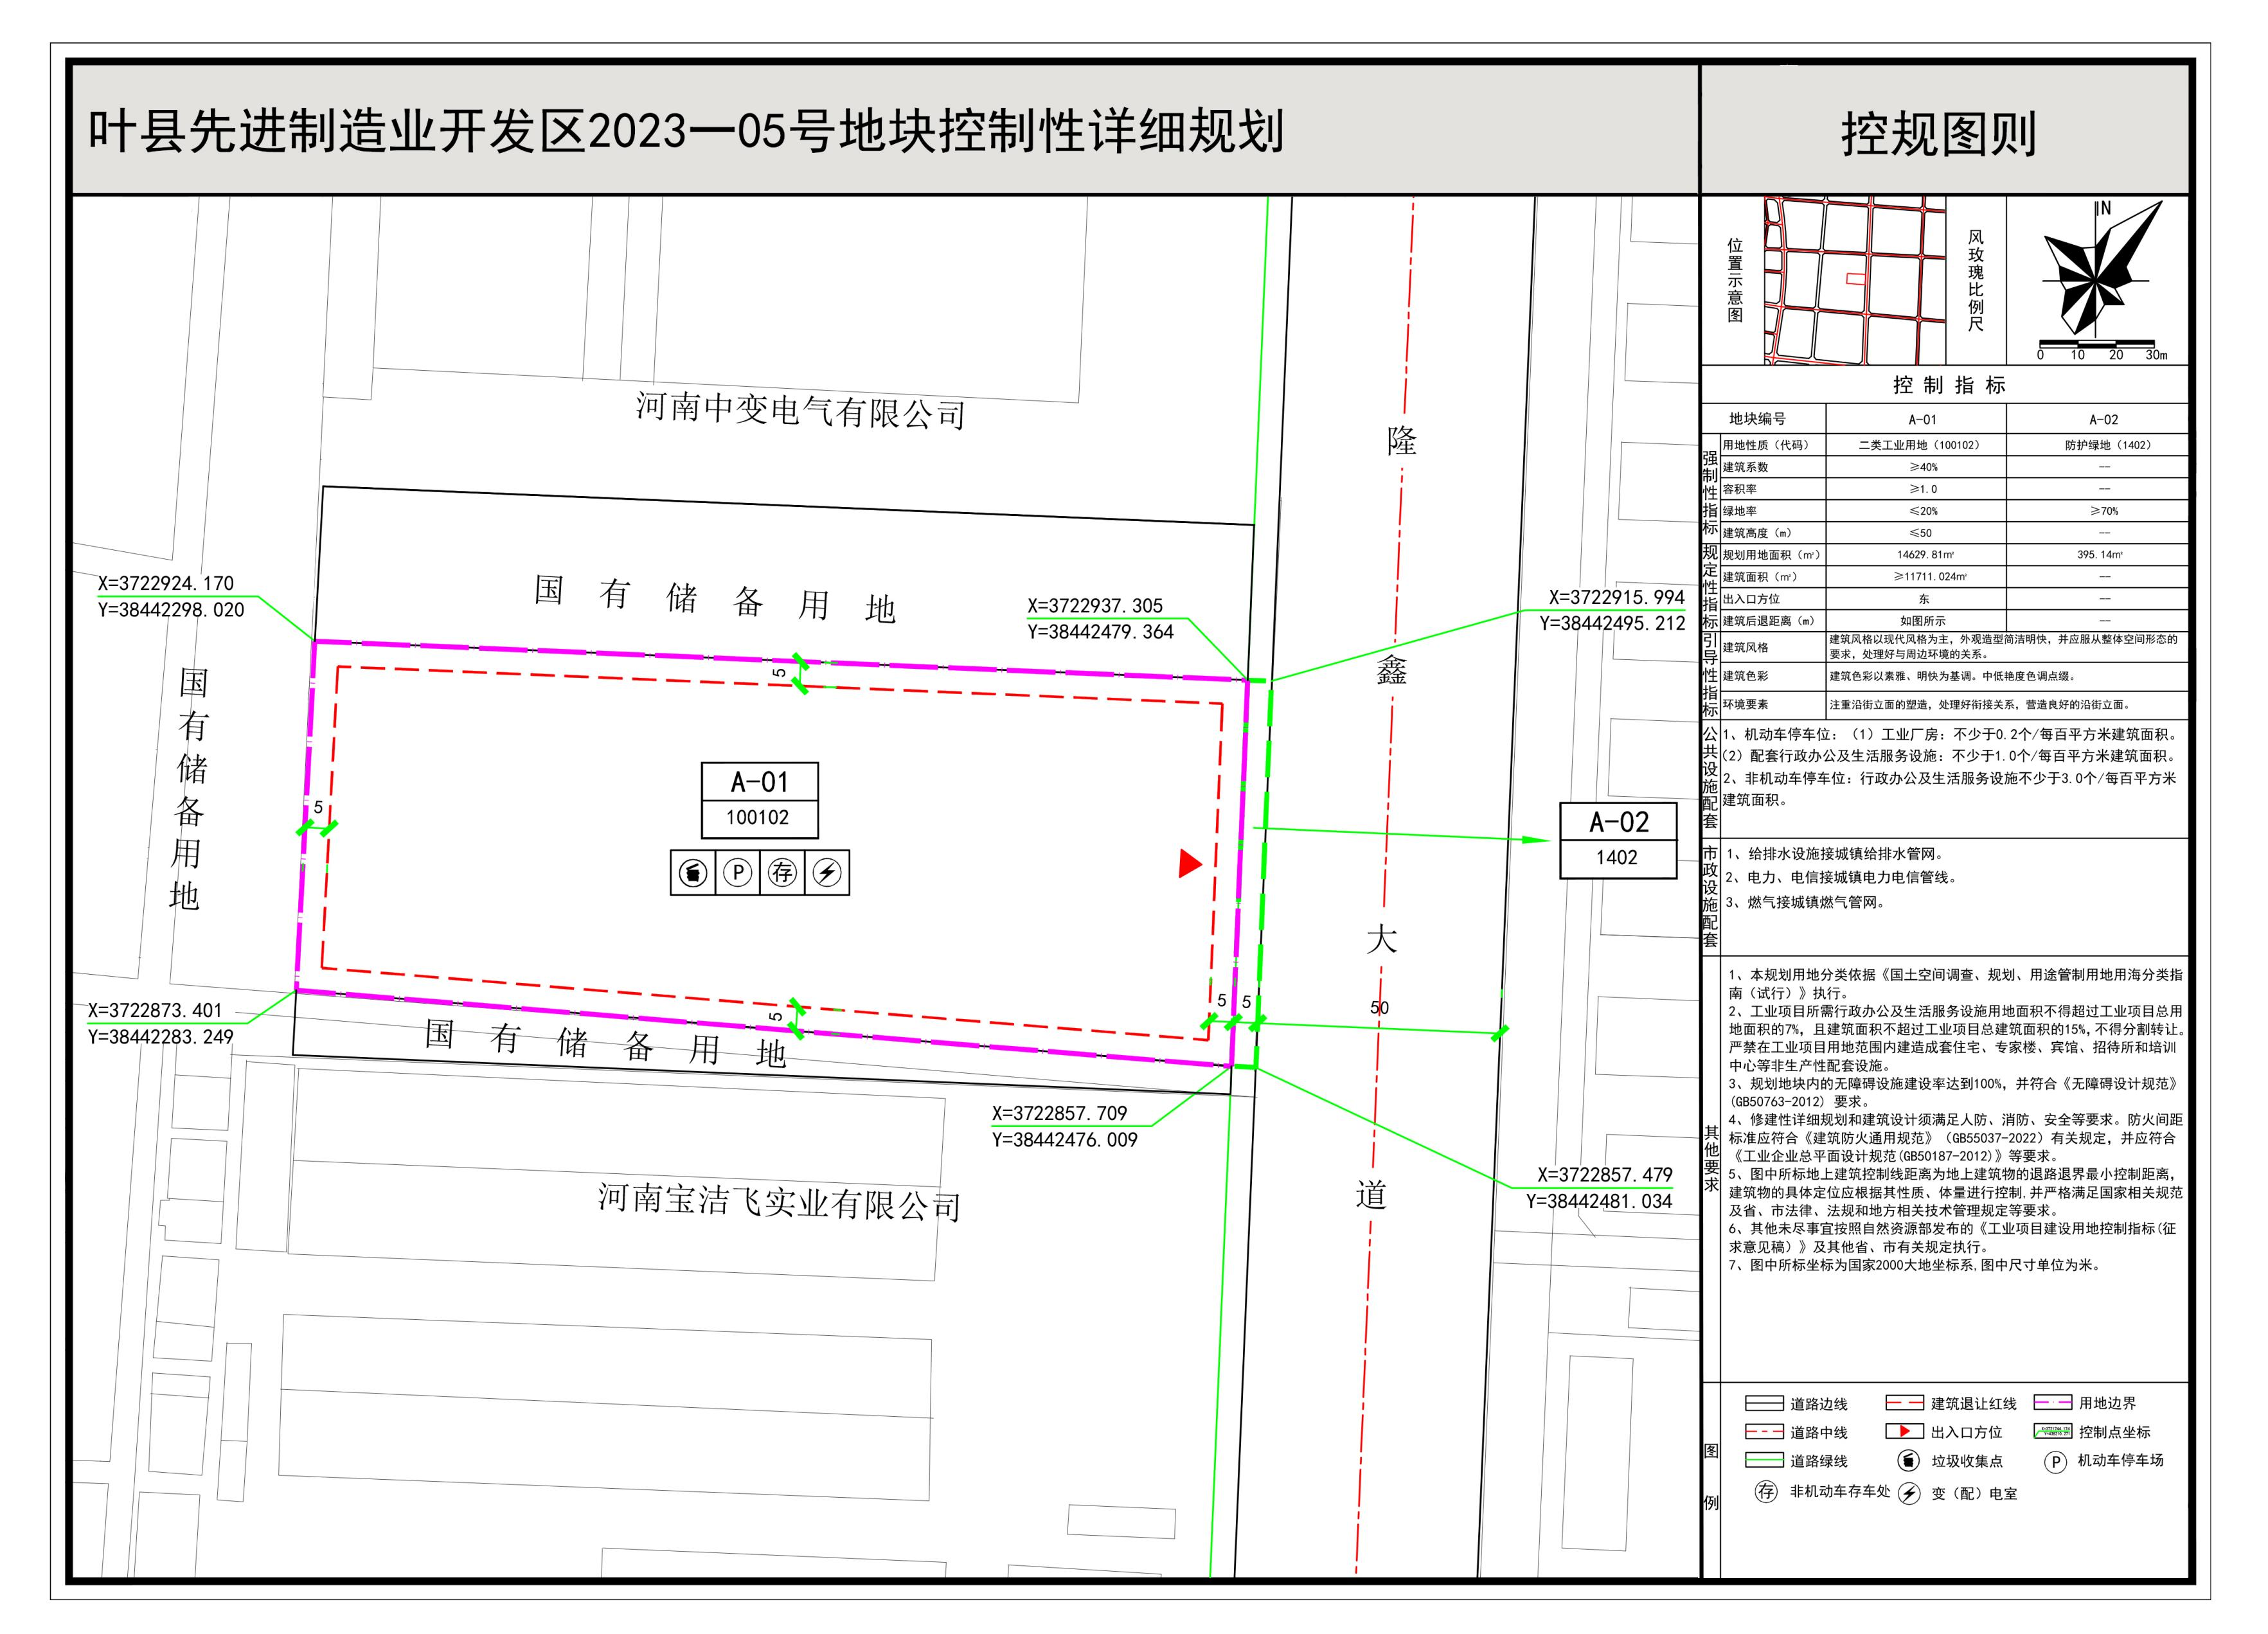 叶县先进制造业开发区2023—05号地块控制性详细规划
控规图则
河南中变电气有限公司
国有储备用地
X=3722924.170
Y=38442298.020
X=3722937.305
Y=38442479.364
X=3722915.994
Y=38442495.212
国有储备用地
5
5
A-01
100102
P
存
A-02
1402
隆鑫大道
5
5
5
50
X=3722873.401
Y=38442283.249
国有储备用地
X=3722857.709
Y=38442476.009
X=3722857.479
Y=38442481.034
河南宝洁飞实业有限公司
位置示意图
风玫瑰比例尺
N
0 10 20 30m
控制指标
地块编号 A-01 A-02
强制性指标
用地性质（代码） 二类工业用地（100102） 防护绿地（1402）
建筑系数 ≥40% --
容积率 ≥1.0 --
绿地率 ≤20% ≥70%
建筑高度（m） ≤50 --
规定性指标
规划用地面积（㎡） 14629.81㎡ 395.14㎡
建筑面积（㎡） ≥11711.024㎡ --
出入口方位 东 --
建筑后退距离（m） 如图所示 --
引导性指标
建筑风格 建筑风格以现代风格为主，外观造型简洁明快，并应服从整体空间形态的
要求，处理好与周边环境的关系。
建筑色彩 建筑色彩以素雅、明快为基调。中低艳度色调点缀。
环境要素 注重沿街立面的塑造，处理好衔接关系，营造良好的沿街立面。
公共设施配套
1、机动车停车位：（1）工业厂房：不少于0.2个/每百平方米建筑面积。
（2）配套行政办公及生活服务设施：不少于1.0个/每百平方米建筑面积。
2、非机动车停车位：行政办公及生活服务设施不少于3.0个/每百平方米
建筑面积。
市政设施配套
1、给排水设施接城镇给排水管网。
2、电力、电信接城镇电力电信管线。
3、燃气接城镇燃气管网。
其他要求
1、本规划用地分类依据《国土空间调查、规划、用途管制用地用海分类指
南（试行）》执行。
2、工业项目所需行政办公及生活服务设施用地面积不得超过工业项目总用
地面积的7%，且建筑面积不超过工业项目总建筑面积的15%,不得分割转让。
严禁在工业项目用地范围内建造成套住宅、专家楼、宾馆、招待所和培训
中心等非生产性配套设施。
3、规划地块内的无障碍设施建设率达到100%，并符合《无障碍设计规范》
(GB50763-2012) 要求。
4、修建性详细规划和建筑设计须满足人防、消防、安全等要求。防火间距
标准应符合《建筑防火通用规范》（GB55037-2022）有关规定，并应符合
《工业企业总平面设计规范(GB50187-2012)》等要求。
5、图中所标地上建筑控制线距离为地上建筑物的退路退界最小控制距离，
建筑物的具体定位应根据其性质、体量进行控制,并严格满足国家相关规范
及省、市法律、法规和地方相关技术管理规定等要求。
6、其他未尽事宜按照自然资源部发布的《工业项目建设用地控制指标(征
求意见稿）》及其他省、市有关规定执行。
7、图中所标坐标为国家2000大地坐标系,图中尺寸单位为米。
图例
道路边线 建筑退让红线 用地边界
道路中线 出入口方位 控制点坐标
道路绿线 垃圾收集点 P 机动车停车场
存 非机动车存车处 变（配）电室